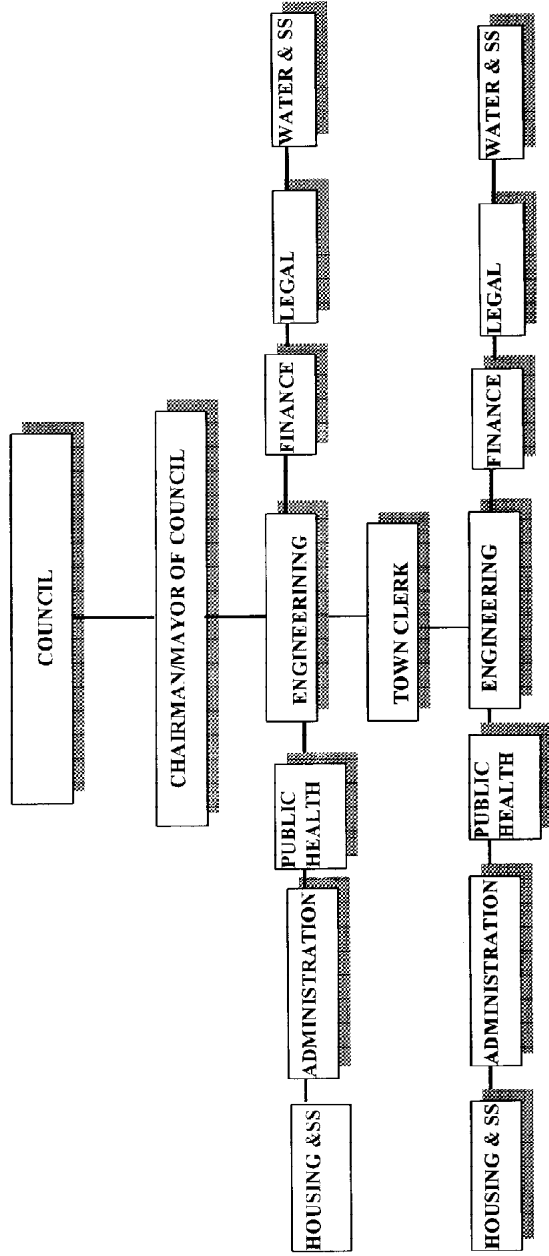 COUNCIL
CHAIRMAN/MAYOR OF COUNCIL
HOUSING &SS
ADMINISTRATION
PUBLIC
HEALTH
ENGINEERINING
FINANCE
LEGAL
WATER & SS
TOWN CLERK
HOUSING & SS
ADMINISTRATION
PUBLIC
HEALTH
ENGINEERING
FINANCE
LEGAL
WATER & SS